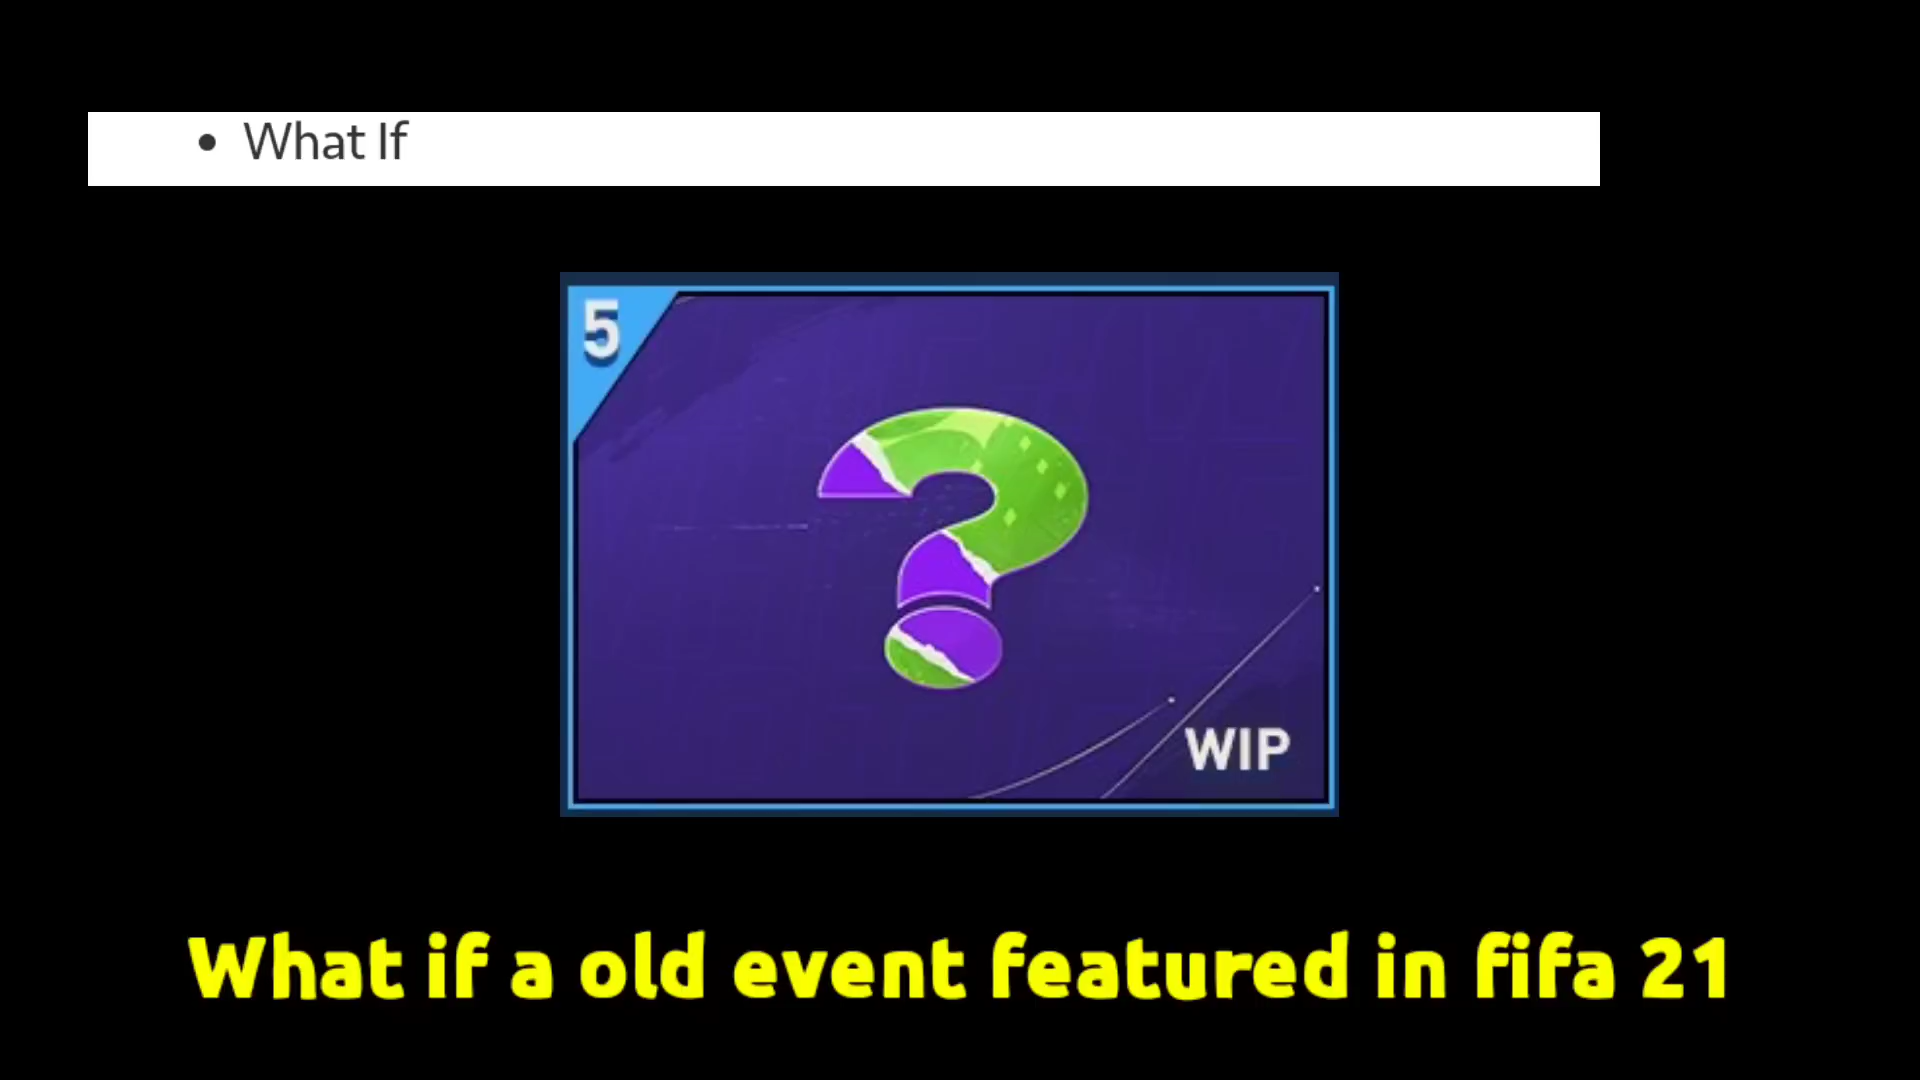 • What If
5
WIP
What if a old event featured in fifa 21